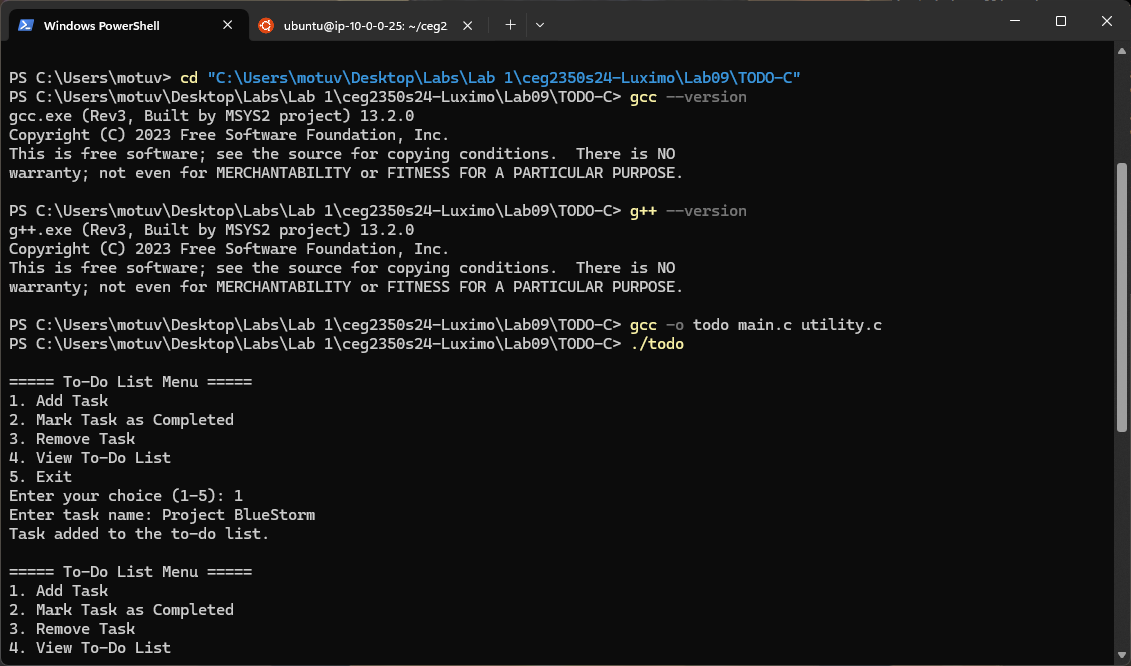 Windows PowerShell
ubuntu@ip-10-0-0-25: ~/ceg2
PS C:\Users\motuv> cd "C:\Users\motuv\Desktop\Labs\Lab 1\ceg2350s24-Luximo\Lab09\TODO-C"
PS C:\Users\motuv\Desktop\Labs\Lab 1\ceg2350s24-Luximo\Lab09\TODO-C> gcc --version
gcc.exe (Rev3, Built by MSYS2 project) 13.2.0
Copyright (C) 2023 Free Software Foundation, Inc.
This is free software; see the source for copying conditions.  There is NO
warranty; not even for MERCHANTABILITY or FITNESS FOR A PARTICULAR PURPOSE.
PS C:\Users\motuv\Desktop\Labs\Lab 1\ceg2350s24-Luximo\Lab09\TODO-C> g++ --version
g++.exe (Rev3, Built by MSYS2 project) 13.2.0
Copyright (C) 2023 Free Software Foundation, Inc.
This is free software; see the source for copying conditions.  There is NO
warranty; not even for MERCHANTABILITY or FITNESS FOR A PARTICULAR PURPOSE.
PS C:\Users\motuv\Desktop\Labs\Lab 1\ceg2350s24-Luximo\Lab09\TODO-C> gcc -o todo main.c utility.c
PS C:\Users\motuv\Desktop\Labs\Lab 1\ceg2350s24-Luximo\Lab09\TODO-C> ./todo
===== To-Do List Menu =====
1. Add Task
2. Mark Task as Completed
3. Remove Task
4. View To-Do List
5. Exit
Enter your choice (1-5): 1
Enter task name: Project BlueStorm
Task added to the to-do list.
===== To-Do List Menu =====
1. Add Task
2. Mark Task as Completed
3. Remove Task
4. View To-Do List